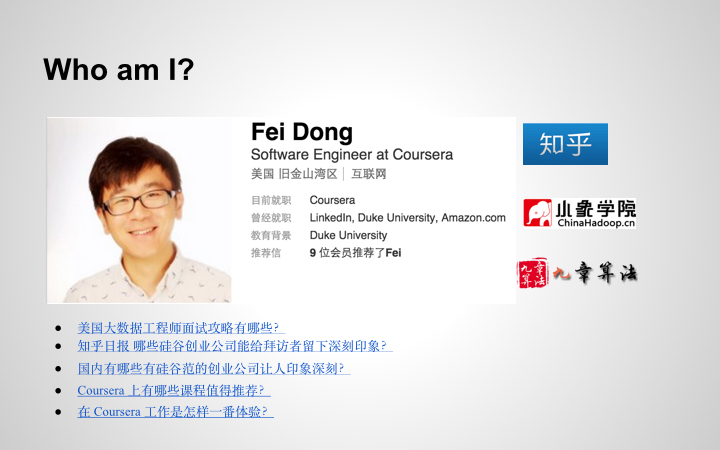 Who am I?
Fei Dong
Software Engineer at Coursera
美国 旧金山湾区 | 互联网
目前就职 Coursera
曾经就职 LinkedIn, Duke University, Amazon.com
教育背景 Duke University
推荐信 9 位会员推荐了Fei
知乎
小象学院
ChinaHadoop.cn
九章算法 九章算法
• 美国大数据工程师面试攻略有哪些?
• 知乎日报 哪些硅谷创业公司能给拜访者留下深刻印象?
• 国内有哪些有硅谷范的创业公司让人印象深刻?
• Coursera 上有哪些课程值得推荐?
• 在 Coursera 工作是怎样一番体验?